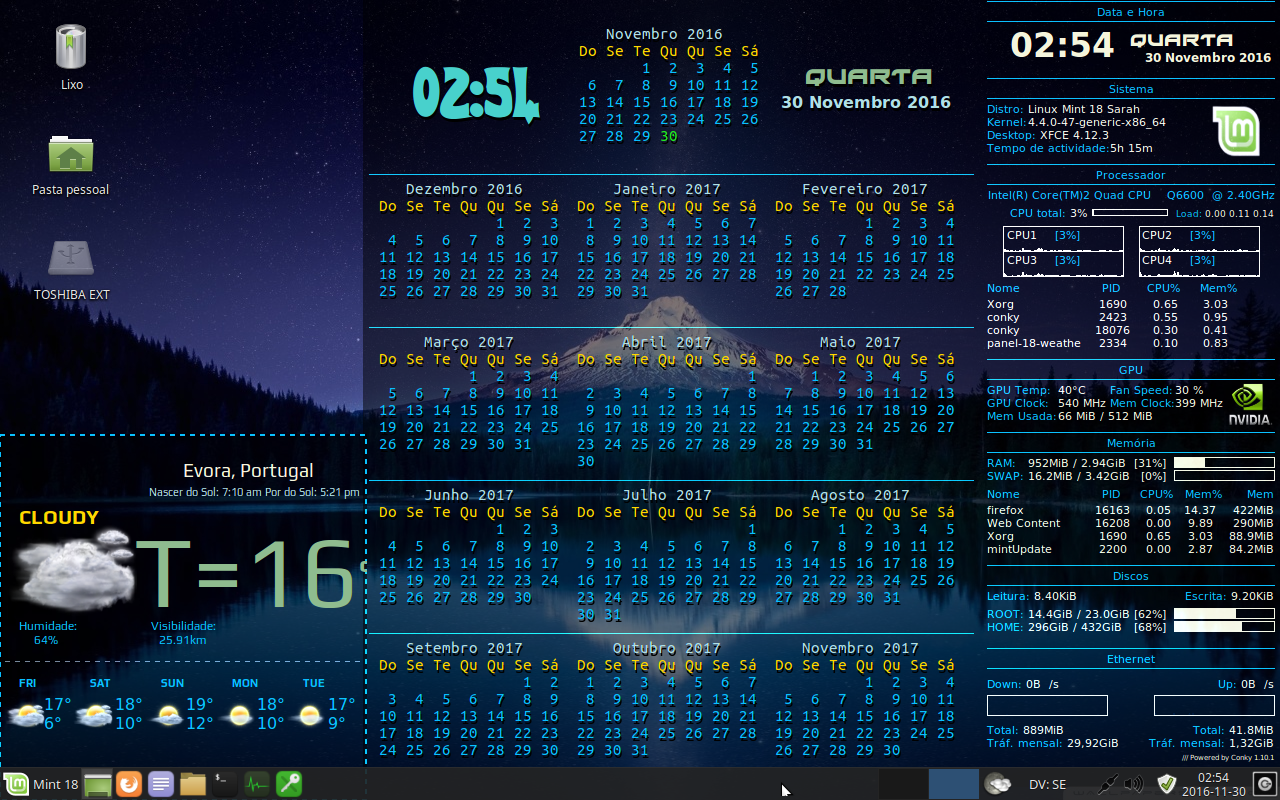 Lixo
Pasta pessoal
TOSHIBA EXT
Evora, Portugal
Nascer do Sol: 7:10 am Por do Sol: 5:21 pm
CLOUDY
T=16°
Humidade: Visibilidade:
64% 25.91km
FRI SAT SUN MON TUE
17° 18° 19° 18° 17°
6° 10° 12° 10° 9°
02:54
Novembro 2016
Do Se Te Qu Qu Se Sá
1 2 3 4 5
6 7 8 9 10 11 12
13 14 15 16 17 18 19
20 21 22 23 24 25 26
27 28 29 30
QUARTA
30 Novembro 2016
Dezembro 2016
Do Se Te Qu Qu Se Sá
1 2 3
4 5 6 7 8 9 10
11 12 13 14 15 16 17
18 19 20 21 22 23 24
25 26 27 28 29 30 31
Janeiro 2017
Do Se Te Qu Qu Se Sá
1 2 3 4 5 6 7
8 9 10 11 12 13 14
15 16 17 18 19 20 21
22 23 24 25 26 27 28
29 30 31
Fevereiro 2017
Do Se Te Qu Qu Se Sá
1 2 3 4
5 6 7 8 9 10 11
12 13 14 15 16 17 18
19 20 21 22 23 24 25
26 27 28
Março 2017
Do Se Te Qu Qu Se Sá
1 2 3 4
5 6 7 8 9 10 11
12 13 14 15 16 17 18
19 20 21 22 23 24 25
26 27 28 29 30 31
Abril 2017
Do Se Te Qu Qu Se Sá
1
2 3 4 5 6 7 8
9 10 11 12 13 14 15
16 17 18 19 20 21 22
23 24 25 26 27 28 29
30
Maio 2017
Do Se Te Qu Qu Se Sá
1 2 3 4 5 6
7 8 9 10 11 12 13
14 15 16 17 18 19 20
21 22 23 24 25 26 27
28 29 30 31
Junho 2017
Do Se Te Qu Qu Se Sá
1 2 3
4 5 6 7 8 9 10
11 12 13 14 15 16 17
18 19 20 21 22 23 24
25 26 27 28 29 30
Julho 2017
Do Se Te Qu Qu Se Sá
1
2 3 4 5 6 7 8
9 10 11 12 13 14 15
16 17 18 19 20 21 22
23 24 25 26 27 28 29
30 31
Agosto 2017
Do Se Te Qu Qu Se Sá
1 2 3 4 5
6 7 8 9 10 11 12
13 14 15 16 17 18 19
20 21 22 23 24 25 26
27 28 29 30 31
Setembro 2017
Do Se Te Qu Qu Se Sá
1 2
3 4 5 6 7 8 9
10 11 12 13 14 15 16
17 18 19 20 21 22 23
24 25 26 27 28 29 30
Outubro 2017
Do Se Te Qu Qu Se Sá
1 2 3 4 5 6 7
8 9 10 11 12 13 14
15 16 17 18 19 20 21
22 23 24 25 26 27 28
29 30 31
Novembro 2017
Do Se Te Qu Qu Se Sá
1 2 3 4
5 6 7 8 9 10 11
12 13 14 15 16 17 18
19 20 21 22 23 24 25
26 27 28 29 30
Data e Hora
02:54 QUARTA
30 Novembro 2016
Sistema
Distro: Linux Mint 18 Sarah
Kernel:4.4.0-47-generic-x86_64
Desktop: XFCE 4.12.3
Tempo de actividade:5h 15m
Processador
Intel(R) Core(TM)2 Quad CPU Q6600 @ 2.40GHz
CPU total: 3% Load: 0.00 0.11 0.14
CPU1 [3%] CPU2 [3%]
CPU3 [3%] CPU4 [3%]
Nome PID CPU% Mem%
Xorg 1690 0.65 3.03
conky 2423 0.55 0.95
conky 18076 0.30 0.41
panel-18-weathe 2334 0.10 0.83
GPU
GPU Temp: 40°C Fan Speed: 30 %
GPU Clock: 540 MHz Mem Clock:399 MHz
Mem Usada:66 MiB / 512 MiB
NVIDIA.
Memória
RAM: 952MiB / 2.94GiB [31%]
SWAP: 16.2MiB / 3.42GiB [0%]
Nome PID CPU% Mem% Mem
firefox 16163 0.05 14.37 422MiB
Web Content 16208 0.00 9.89 290MiB
Xorg 1690 0.65 3.03 88.9MiB
mintUpdate 2200 0.00 2.87 84.2MiB
Discos
Leitura: 8.40KiB Escrita: 9.20KiB
ROOT: 14.4GiB / 23.0GiB [62%]
HOME: 296GiB / 432GiB [68%]
Ethernet
Down: 0B /s Up: 0B /s
Total: 889MiB Total: 41.8MiB
Tráf. mensal: 29,92GiB Tráf. mensal: 1,32GiB
/// Powered by Conky 1.10.1
Mint 18
DV: SE
02:54
2016-11-30